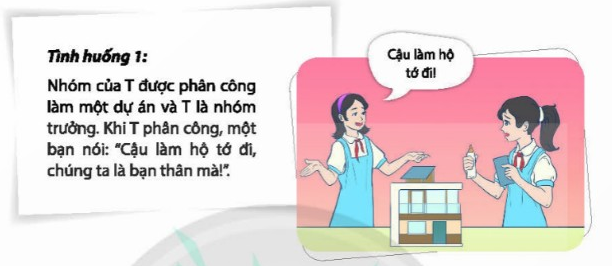 Tình huống 1:
Nhóm của T được phân công
làm một dự án và T là nhóm
trưởng. Khi T phân công, một
bạn nói: “Cậu làm hộ tớ đi,
chúng ta là bạn thân mà!”.
Cậu làm hộ
tớ đi!